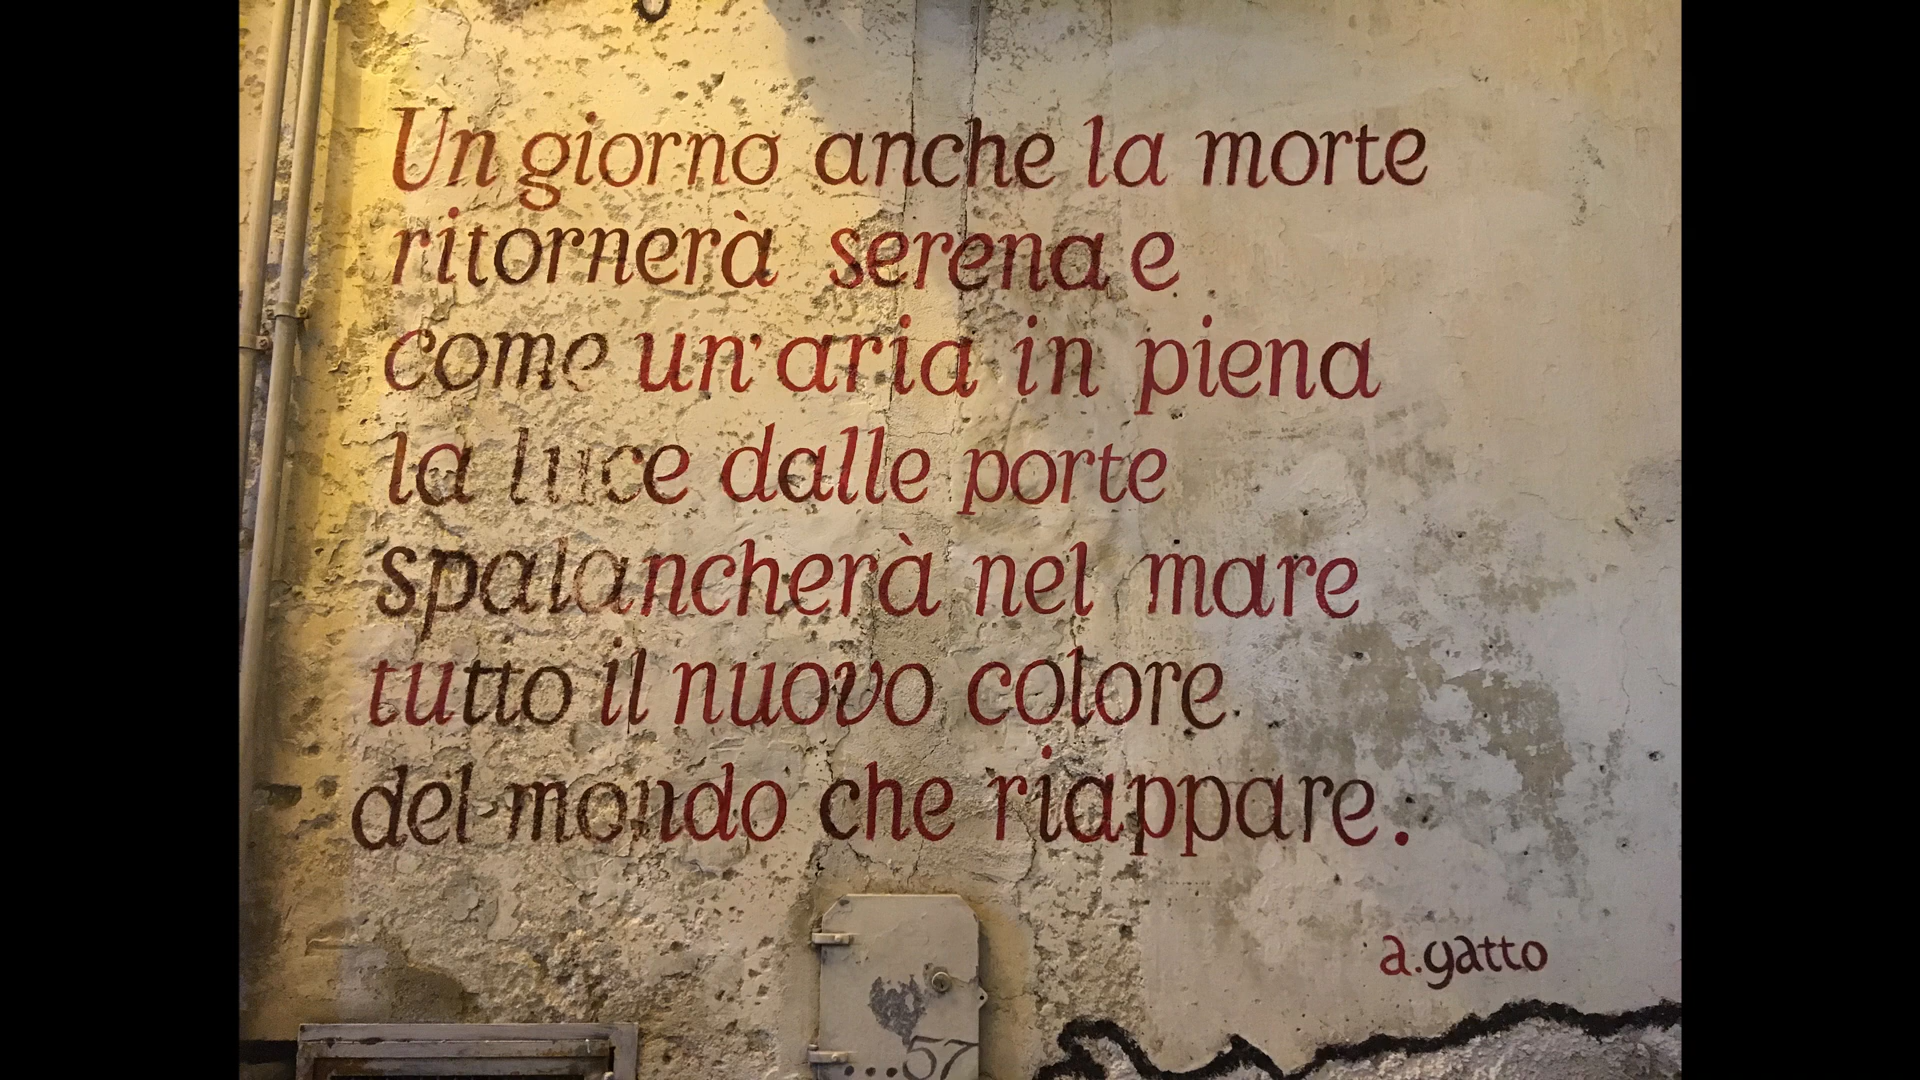 Un giorno anche la morte
ritornerà serena e
come un'aria in piena
la luce dalle porte
spalancherà nel mare
tutto il nuovo colore
del mondo che riappare.
a.gatto
...57